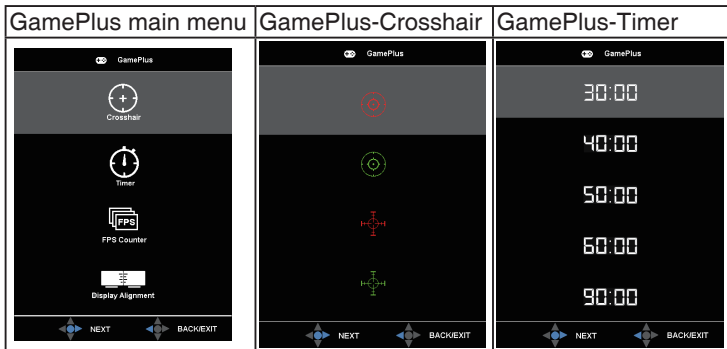 GamePlus main menu
GamePlus-Crosshair
GamePlus-Timer
GamePlus
Crosshair
Timer
FPS
FPS Counter
Display Alignment
NEXT BACK/EXIT
GamePlus
NEXT BACK/EXIT
GamePlus
30:00
40:00
50:00
60:00
90:00
NEXT BACK/EXIT